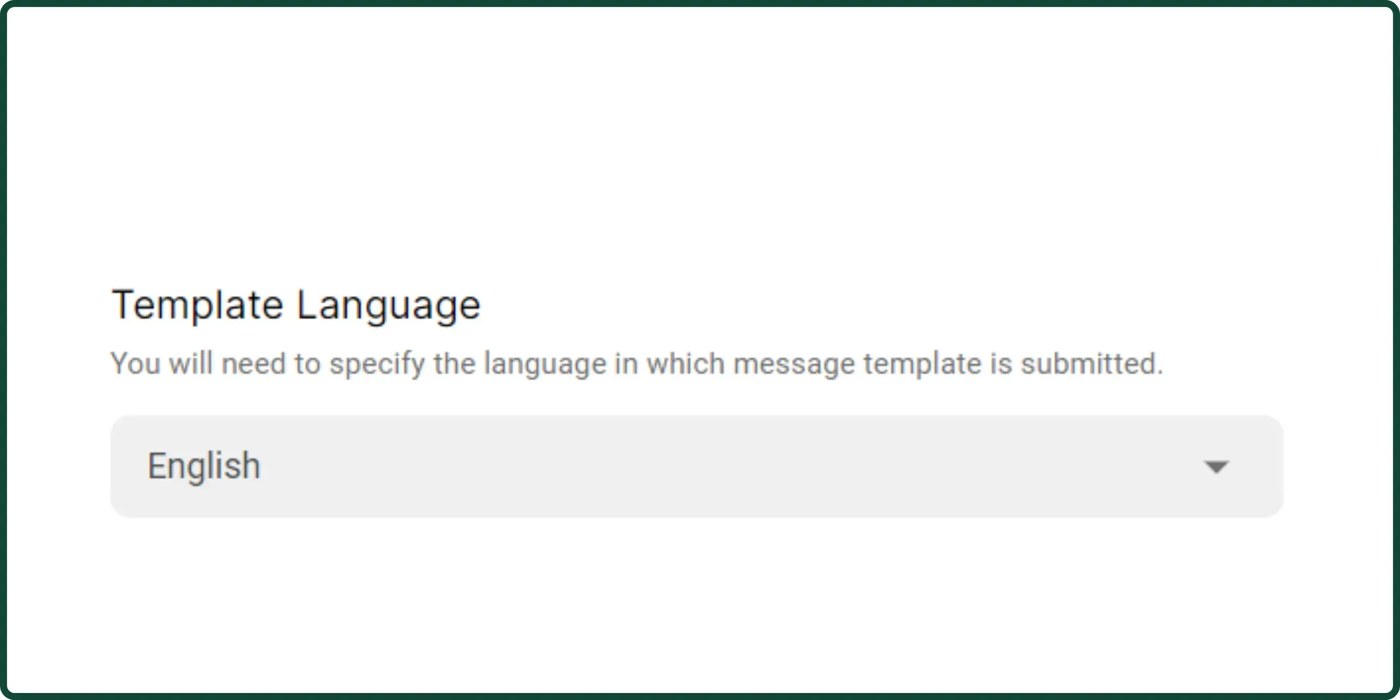 Template Language
You will need to specify the language in which message template is submitted.
English